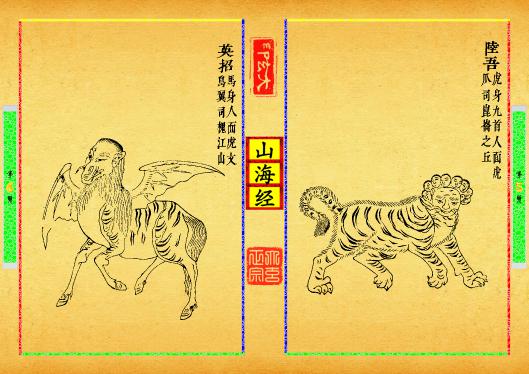 陸吾
虎身九首人面虎
爪司崑崙之丘
山海经
英招
馬身人面虎文
鳥翼司槐江山